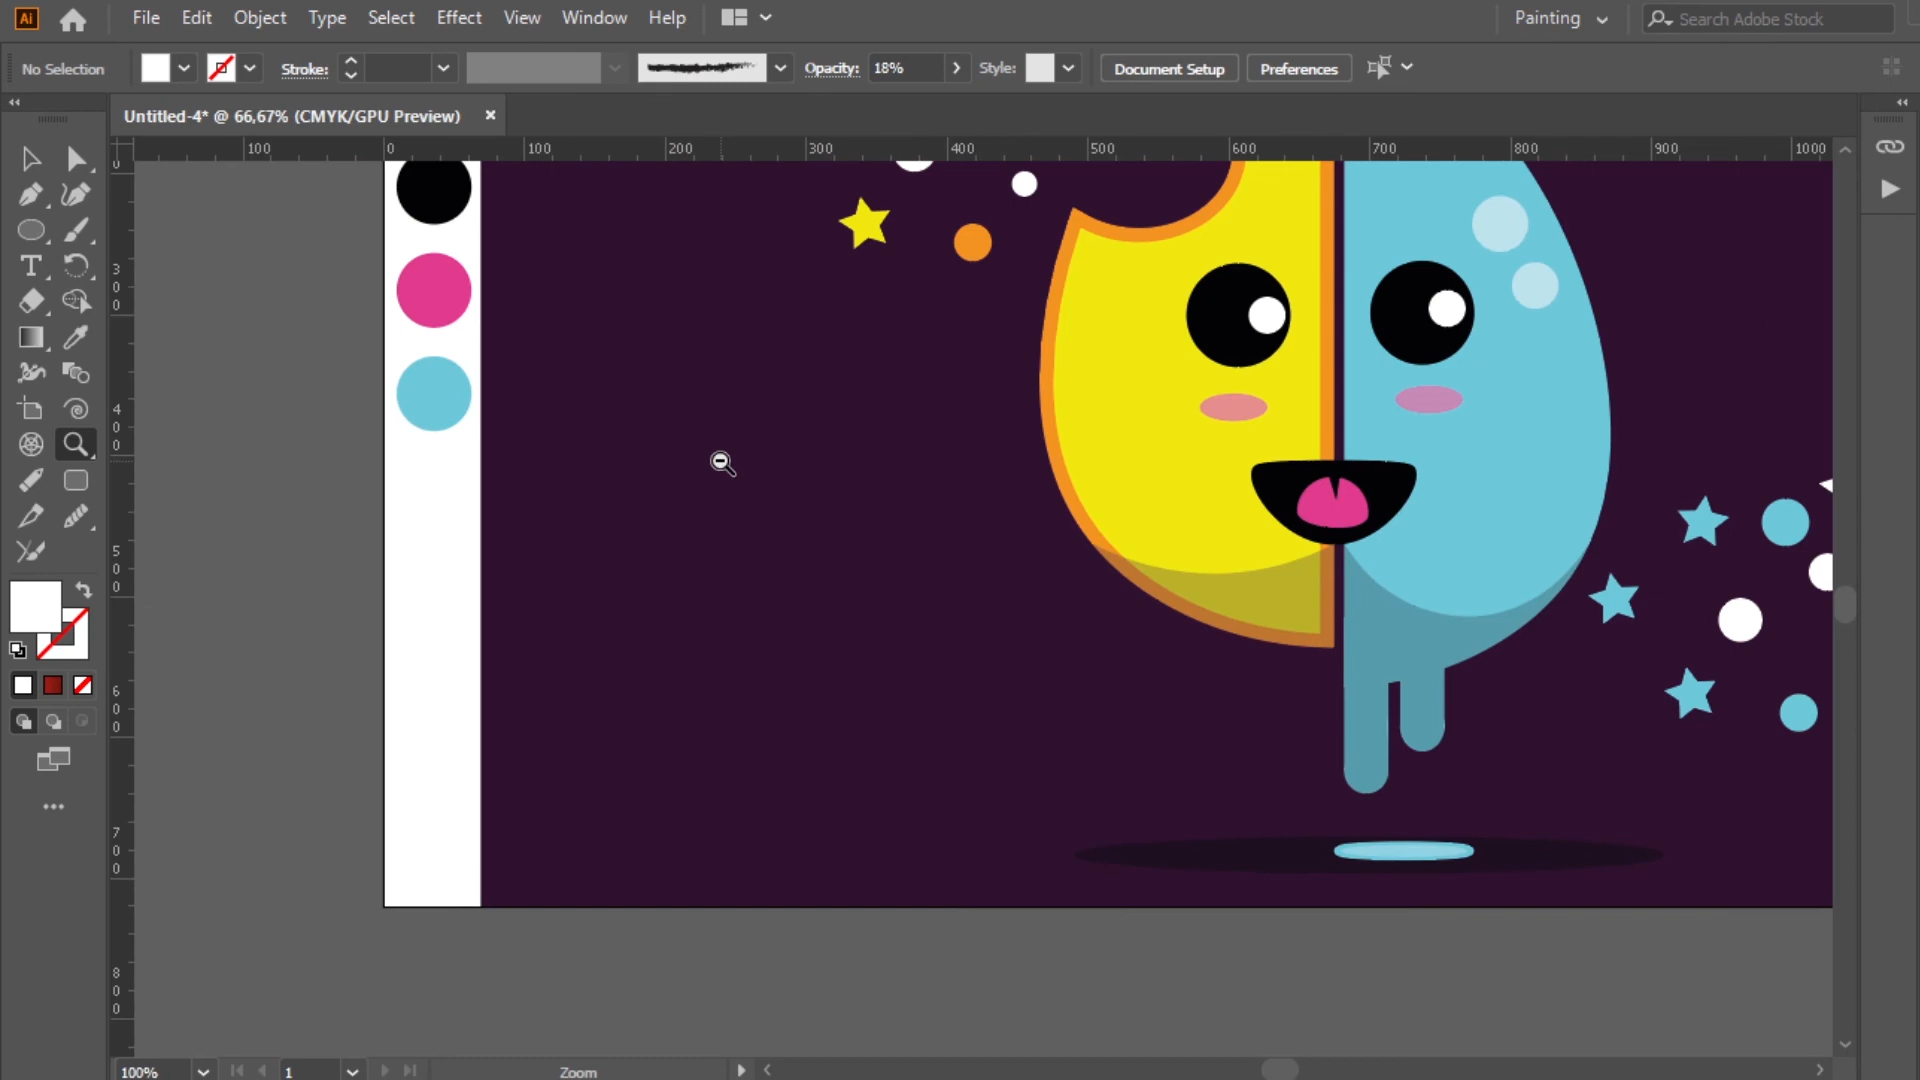 Ai File Edit Object Type Select Effect View Window Help Painting Search Adobe Stock
No Selection Stroke: Opacity: 18% Style: Document Setup Preferences
Untitled-4* @ 66,67% (CMYK/GPU Preview) ×
100 0 100 200 300 400 500 600 700 800 900 1000
0
300
400
500
600
700
800
100% 1 Zoom